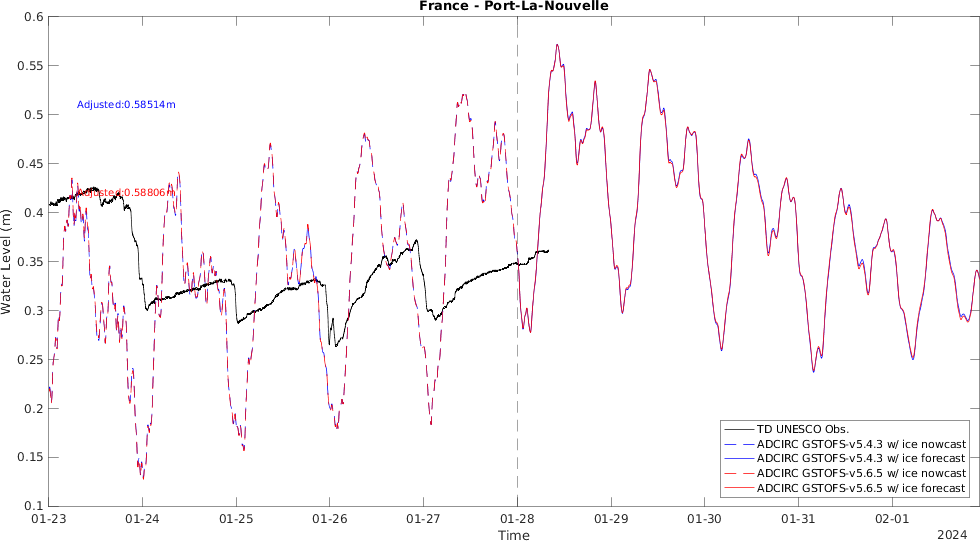 France - Port-La-Nouvelle
0.6
0.55
0.5
0.45
0.4
0.35
0.3
0.25
0.2
0.15
0.1
Water Level (m)
Adjusted:0.58514m
Adjusted:0.58806m
TD UNESCO Obs.
ADCIRC GSTOFS-v5.4.3 w/ ice nowcast
ADCIRC GSTOFS-v5.4.3 w/ ice forecast
ADCIRC GSTOFS-v5.6.5 w/ ice nowcast
ADCIRC GSTOFS-v5.6.5 w/ ice forecast
01-23 01-24 01-25 01-26 01-27 01-28 01-29 01-30 01-31 02-01
Time
2024